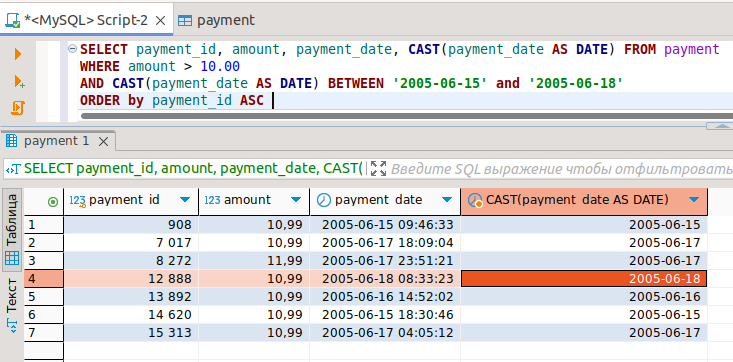 *<MySQL> Script-2 payment
SELECT payment_id, amount, payment_date, CAST(payment_date AS DATE) FROM payment
WHERE amount > 10.00
AND CAST(payment_date AS DATE) BETWEEN '2005-06-15' and '2005-06-18'
ORDER by payment_id ASC
payment 1
SELECT payment_id, amount, payment_date, CAST( Введите SQL выражение чтобы отфильтровать
Таблица
Текст
123 payment_id 123 amount payment_date CAST(payment_date AS DATE)
1 908 10,99 2005-06-15 09:46:33 2005-06-15
2 7 017 10,99 2005-06-17 18:09:04 2005-06-17
3 8 272 11,99 2005-06-17 23:51:21 2005-06-17
4 12 888 10,99 2005-06-18 08:33:23 2005-06-18
5 13 892 10,99 2005-06-16 14:52:02 2005-06-16
6 14 620 10,99 2005-06-15 18:30:46 2005-06-15
7 15 313 10,99 2005-06-17 04:05:12 2005-06-17